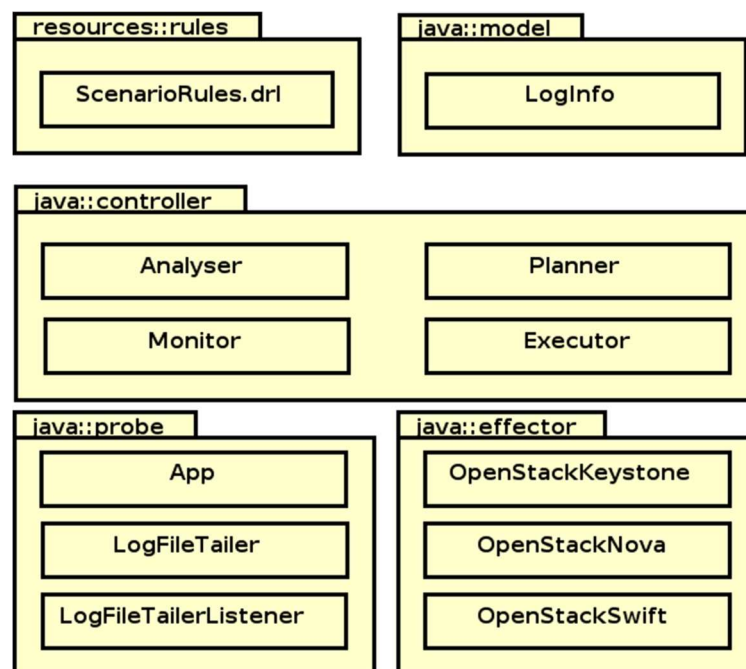 resources::rules
ScenarioRules.drl
java::model
LogInfo
java::controller
Analyser
Planner
Monitor
Executor
java::probe
App
LogFileTailer
LogFileTailerListener
java::effector
OpenStackKeystone
OpenStackNova
OpenStackSwift